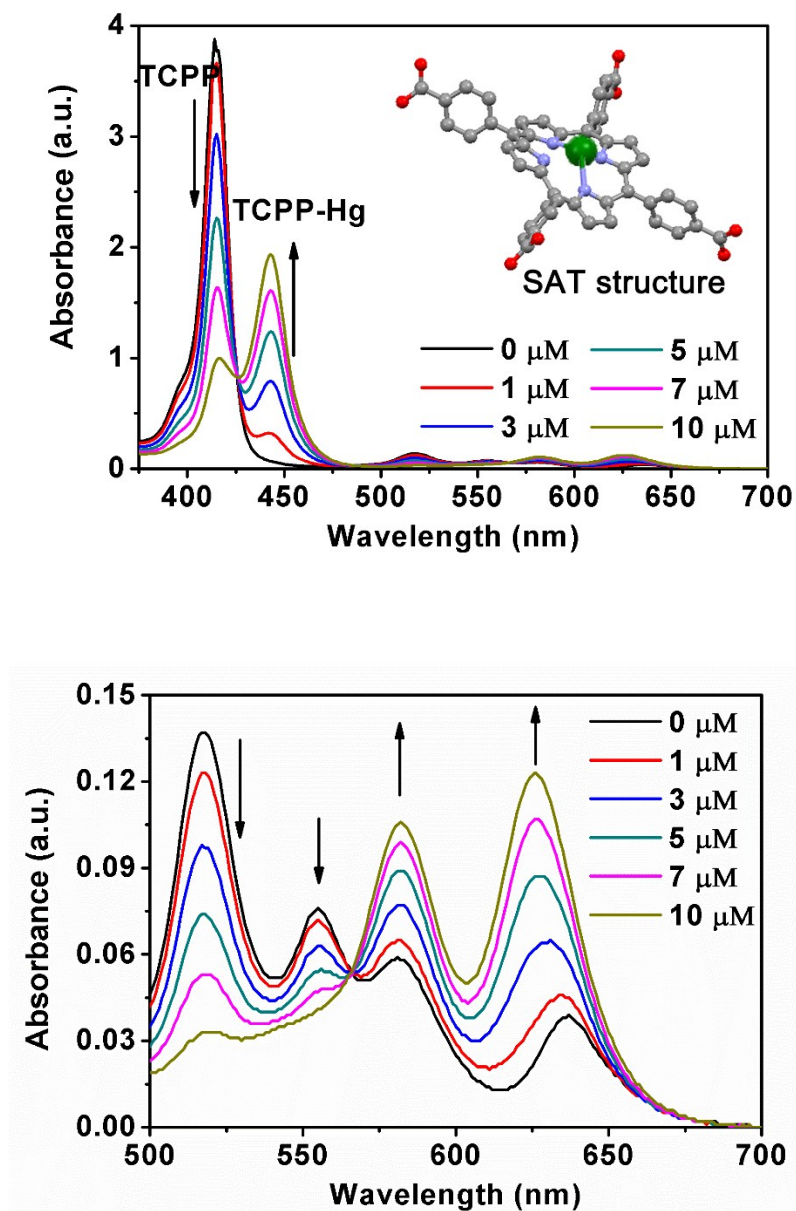 4
TCPP
3
TCPP-Hg
2
SAT structure
1
0
0 μM
5 μM
1 μM
7 μM
3 μM
10 μM
400 450 500 550 600 650 700
Wavelength (nm)
Absorbance (a.u.)
0.15
0.12
0.09
0.06
0.03
0.00
0 μM
1 μM
3 μM
5 μM
7 μM
10 μM
500 550 600 650 700
Wavelength (nm)
Absorbance (a.u.)